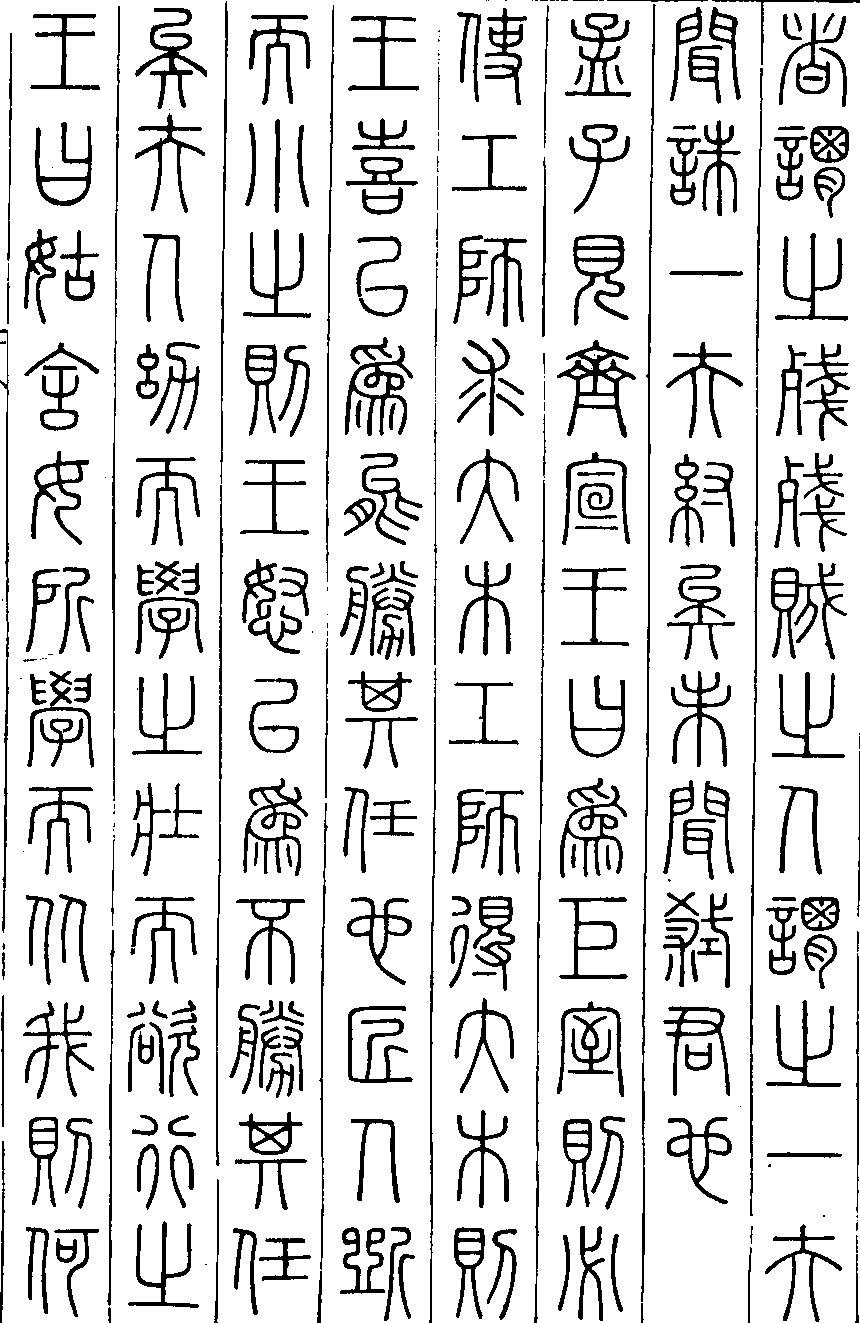 者謂之殘殘賊之人謂之一夫
聞誅一夫紂矣未聞弒君也
孟子見齊宣王曰爲巨室則必
使工師求大木工師得大木則
王喜以爲能勝其任也匠人斲
而小之則王怒以爲不勝其任
矣夫人幼而學之壯而欲行之
王曰姑舍女所學而从我則何